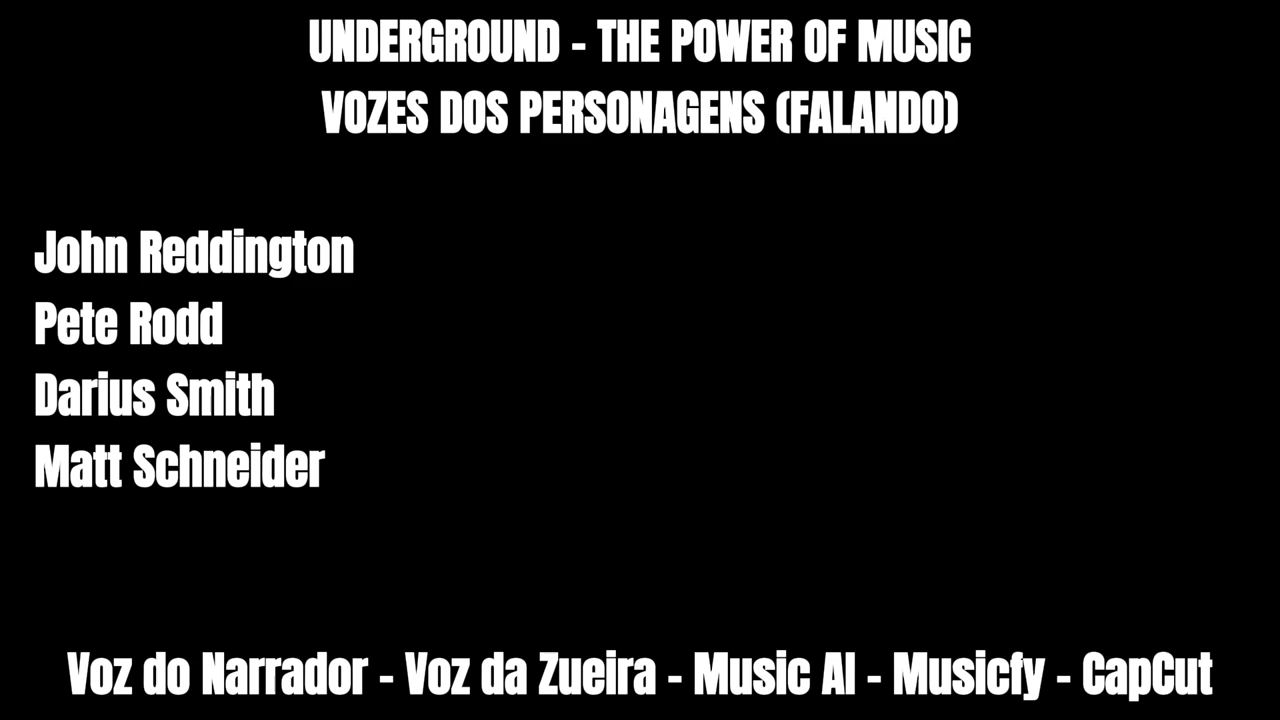 UNDERGROUND - THE POWER OF MUSIC
VOZES DOS PERSONAGENS (FALANDO)
John Reddington
Pete Rodd
Darius Smith
Matt Schneider
Voz do Narrador - Voz da Zueira - Music AI - Musicfy - CapCut